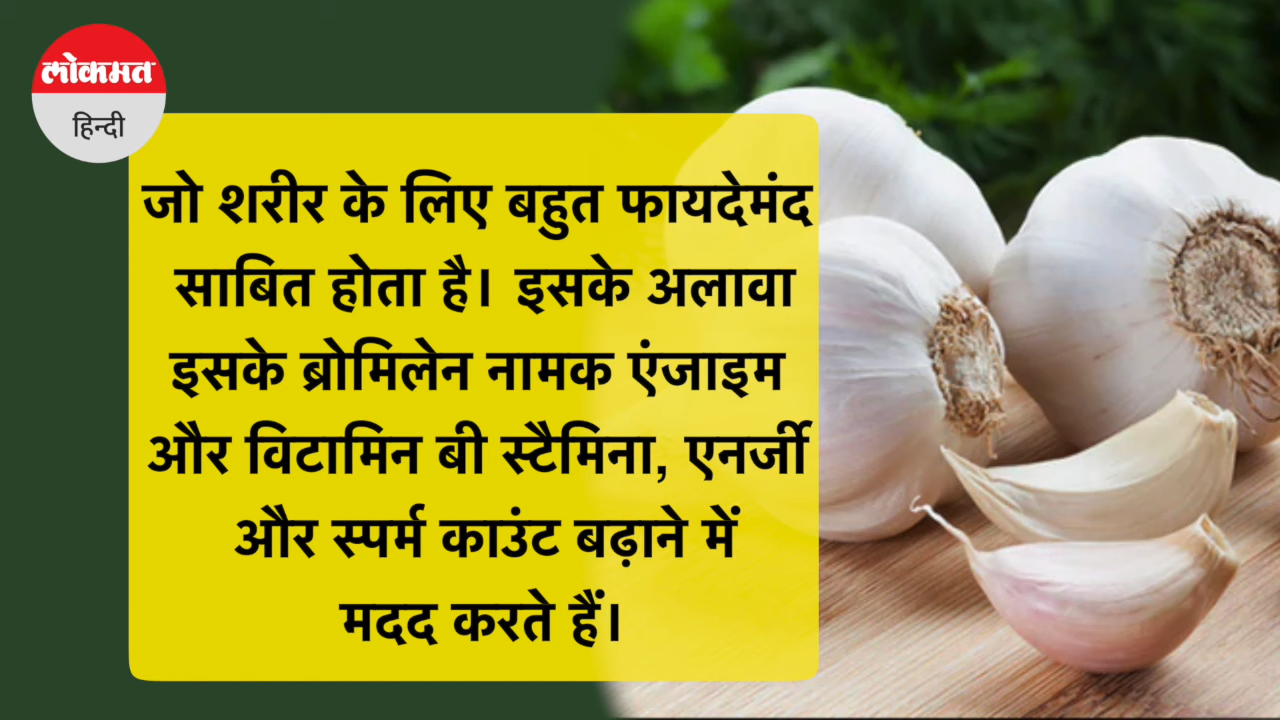 लोकमत
हिन्दी
जो शरीर के लिए बहुत फायदेमंद
साबित होता है। इसके अलावा
इसके ब्रोमिलेन नामक एंजाइम
और विटामिन बी स्टैमिना, एनर्जी
और स्पर्म काउंट बढ़ाने में
मदद करते हैं।